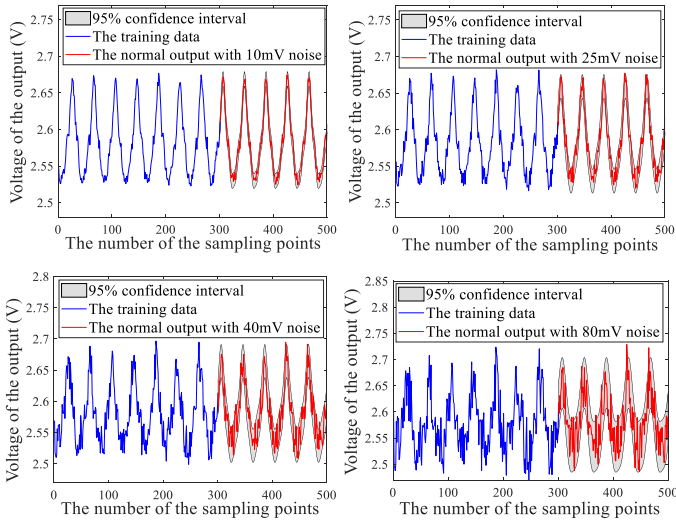 2.75
2.7
2.65
2.6
2.55
2.5
Voltage of the output (V)
95% confidence interval
The training data
The normal output with 10mV noise
0 100 200 300 400 500
The number of the sampling points
2.75
2.7
2.65
2.6
2.55
2.5
Voltage of the output (V)
95% confidence interval
The training data
The normal output with 25mV noise
0 100 200 300 400 500
The number of the sampling points
2.8
2.75
2.7
2.65
2.6
2.55
2.5
Voltage of the output (V)
95% confidence interval
The training data
The normal output with 40mV noise
0 100 200 300 400 500
The number of the sampling points
2.85
2.8
2.75
2.7
2.65
2.6
2.55
2.5
Voltage of the output (V)
95% confidence interval
The training data
The normal output with 80mV noise
0 100 200 300 400 500
The number of the sampling points